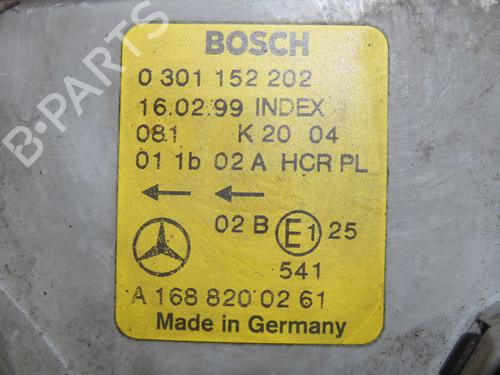 BOSCH
0 301 152 202
16.02.99 INDEX
081 K 20 04
01 1b 02 A HCR PL
02 B E1 25
541
A 168 820 02 61
Made in Germany
B-PARTS